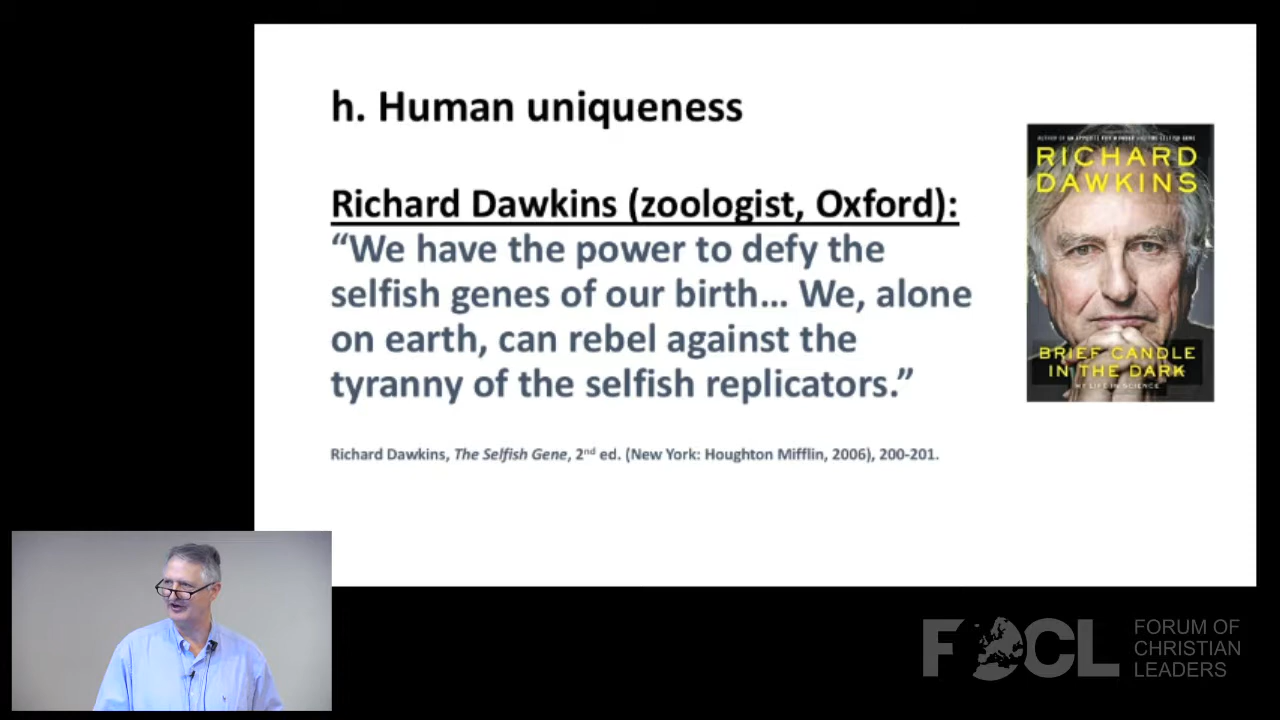 h. Human uniqueness
Richard Dawkins (zoologist, Oxford):
“We have the power to defy the
selfish genes of our birth… We, alone
on earth, can rebel against the
tyranny of the selfish replicators.”
Richard Dawkins, The Selfish Gene, 2nd ed. (New York: Houghton Mifflin, 2006), 200-201.
RICHARD
DAWKINS
BRIEF CANDLE
IN THE DARK
MY LIFE IN SCIENCE
FOCL
FORUM OF
CHRISTIAN
LEADERS